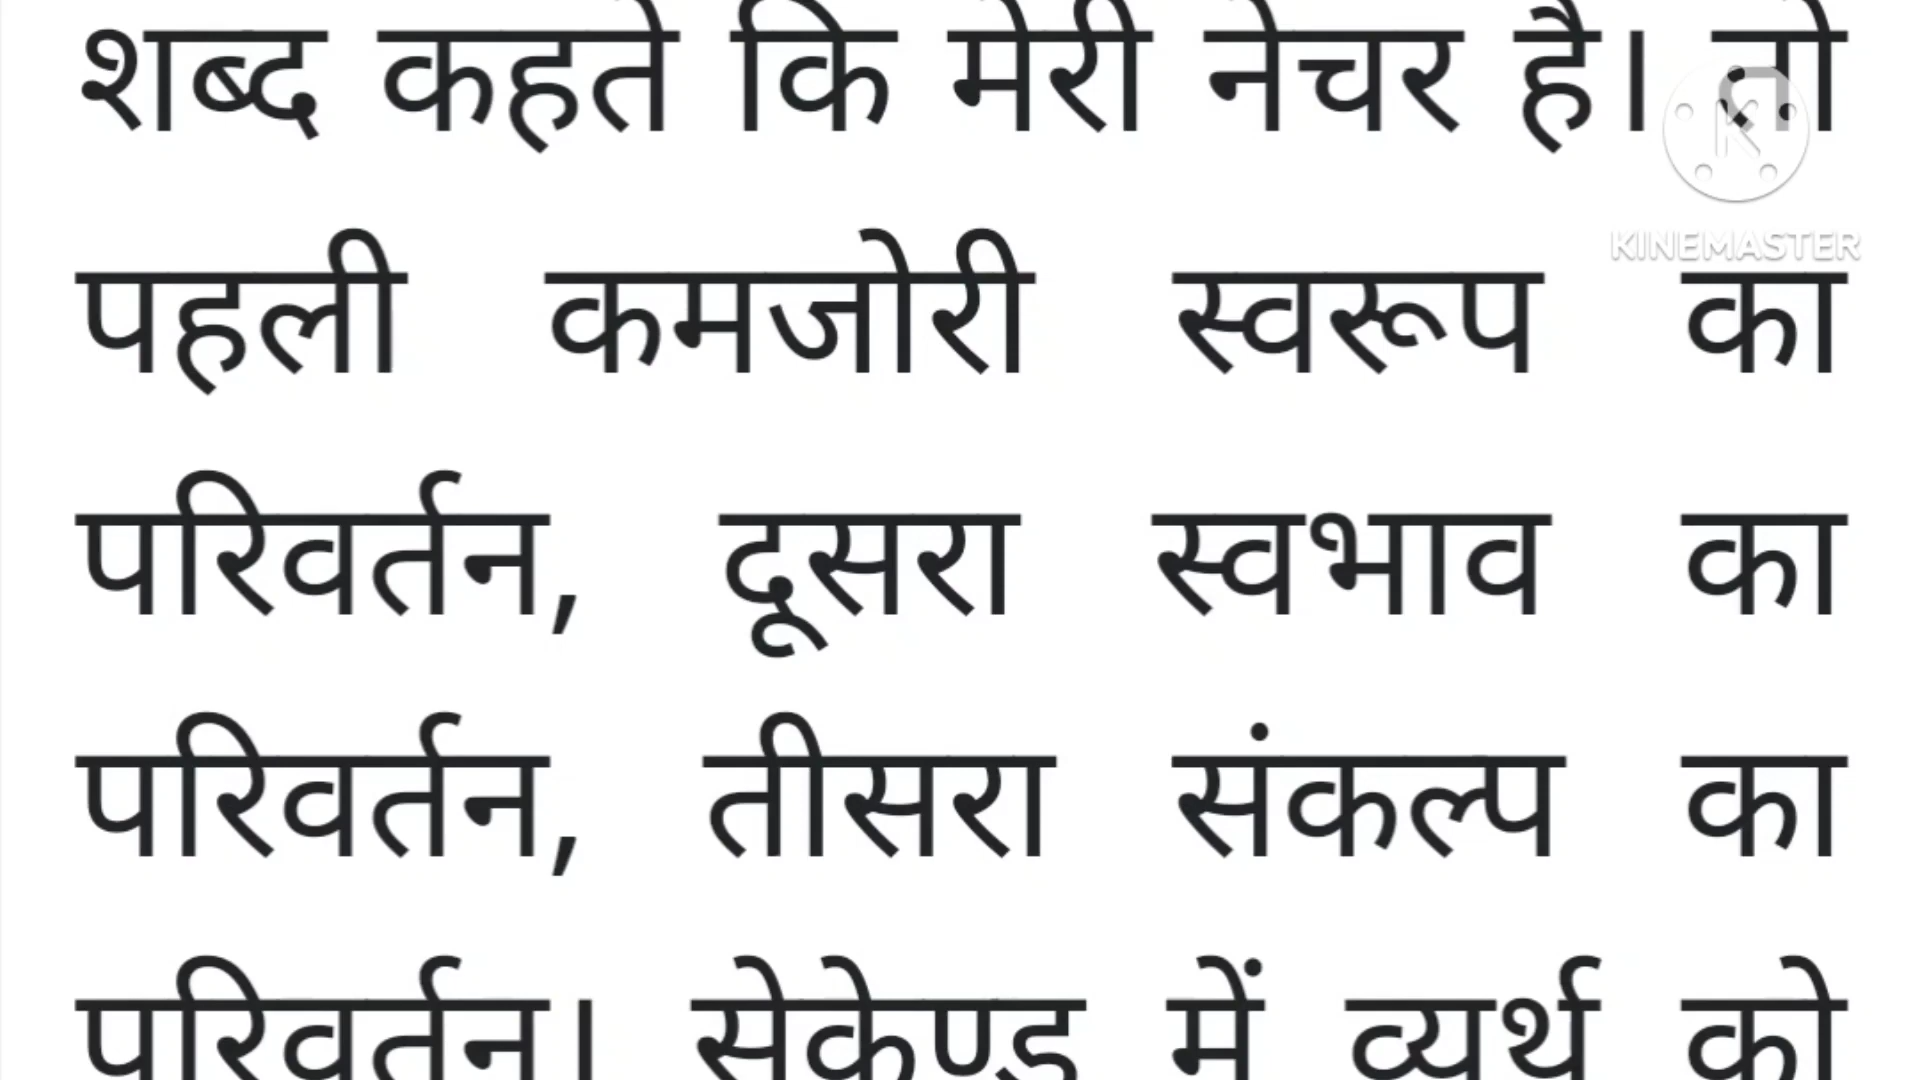 शब्द कहते कि मेरी नेचर है। तो
KINEMASTER
पहली कमजोरी स्वरूप का
परिवर्तन, दूसरा स्वभाव का
परिवर्तन, तीसरा संकल्प का
परिवर्तन। सेकेण्ड में व्यर्थ को